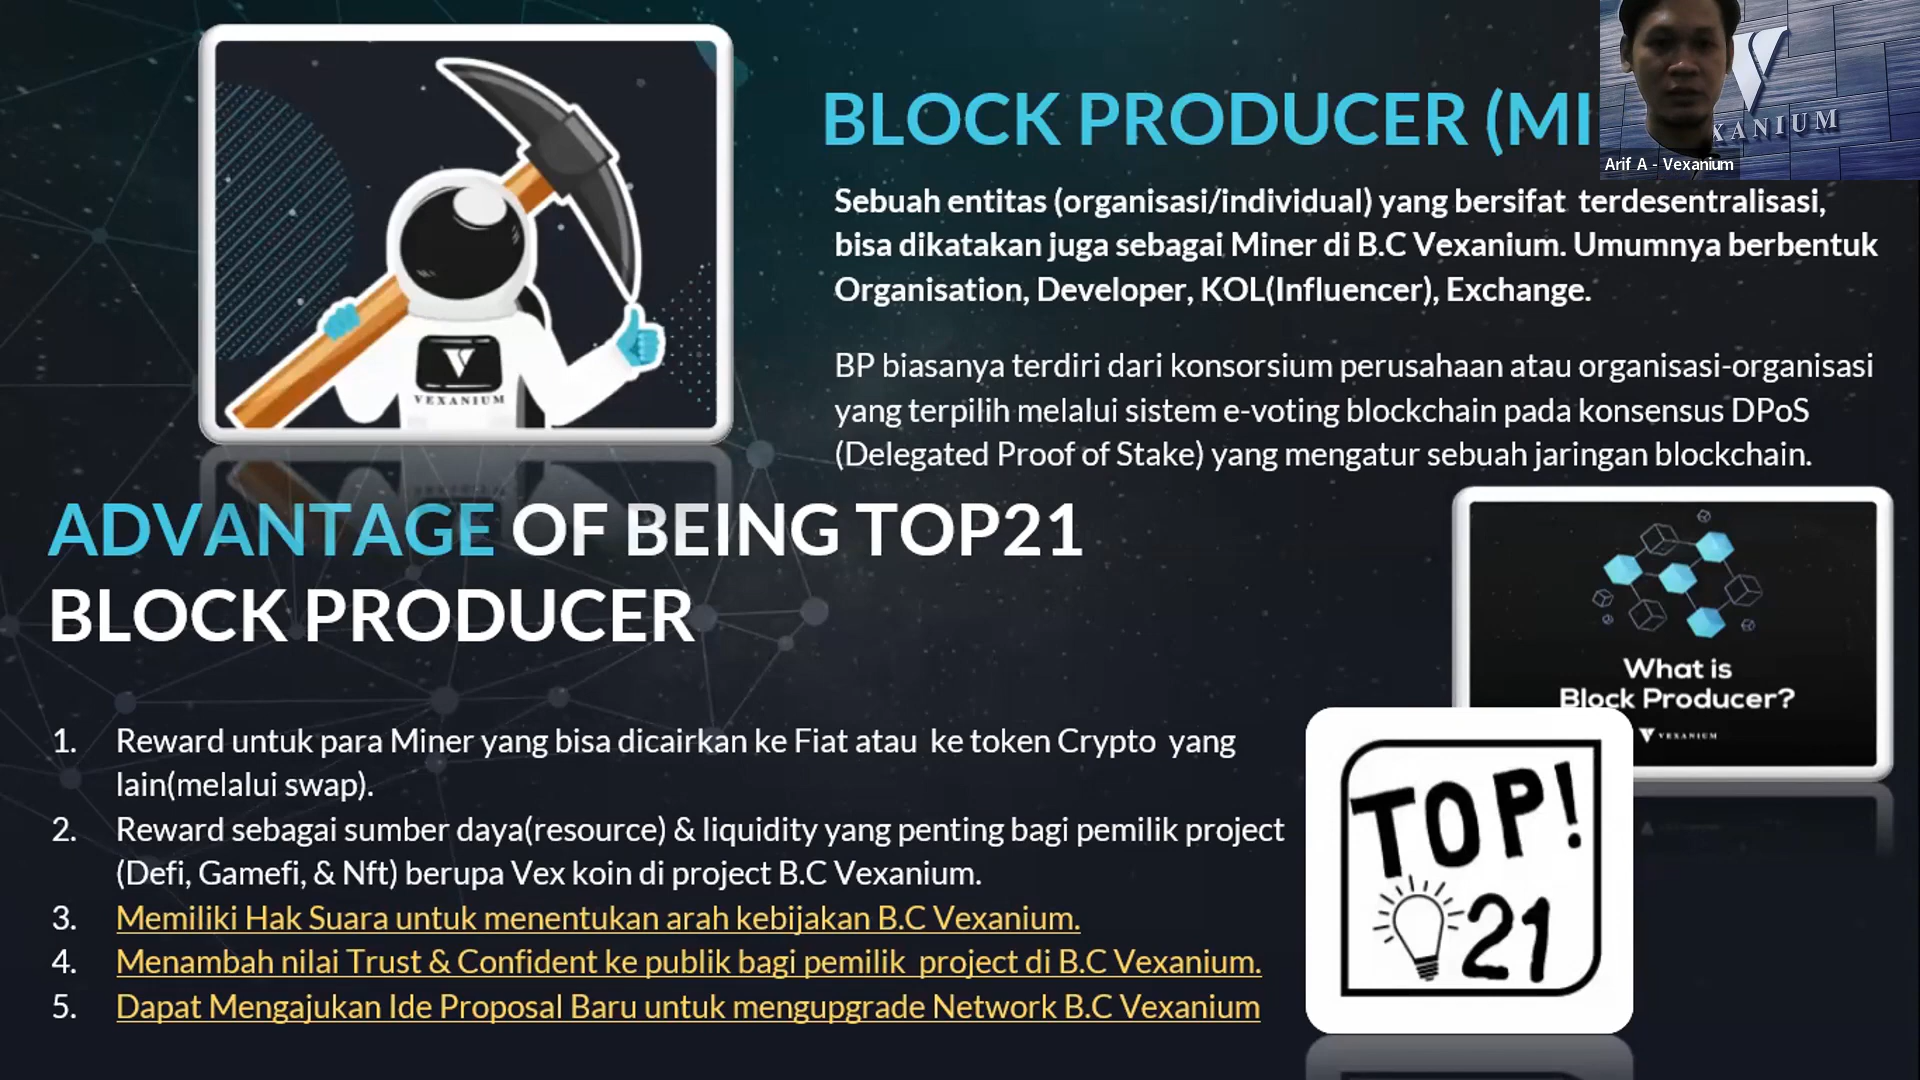 BLOCK PRODUCER (MI
XANIUM
Arif A - Vexanium
Sebuah entitas (organisasi/individual) yang bersifat terdesentralisasi,
bisa dikatakan juga sebagai Miner di B.C Vexanium. Umumnya berbentuk
Organisation, Developer, KOL(Influencer), Exchange.
BP biasanya terdiri dari konsorsium perusahaan atau organisasi-organisasi
yang terpilih melalui sistem e-voting blockchain pada konsensus DPoS
(Delegated Proof of Stake) yang mengatur sebuah jaringan blockchain.
VEXANIUM
ADVANTAGE OF BEING TOP21
BLOCK PRODUCER
What is
Block Producer?
VEXANIUM
1. Reward untuk para Miner yang bisa dicairkan ke Fiat atau ke token Crypto yang
lain(melalui swap).
2. Reward sebagai sumber daya(resource) & liquidity yang penting bagi pemilik project
(Defi, Gamefi, & Nft) berupa Vex koin di project B.C Vexanium.
3. Memiliki Hak Suara untuk menentukan arah kebijakan B.C Vexanium.
4. Menambah nilai Trust & Confident ke publik bagi pemilik project di B.C Vexanium.
5. Dapat Mengajukan Ide Proposal Baru untuk mengupgrade Network B.C Vexanium
TOP!
21